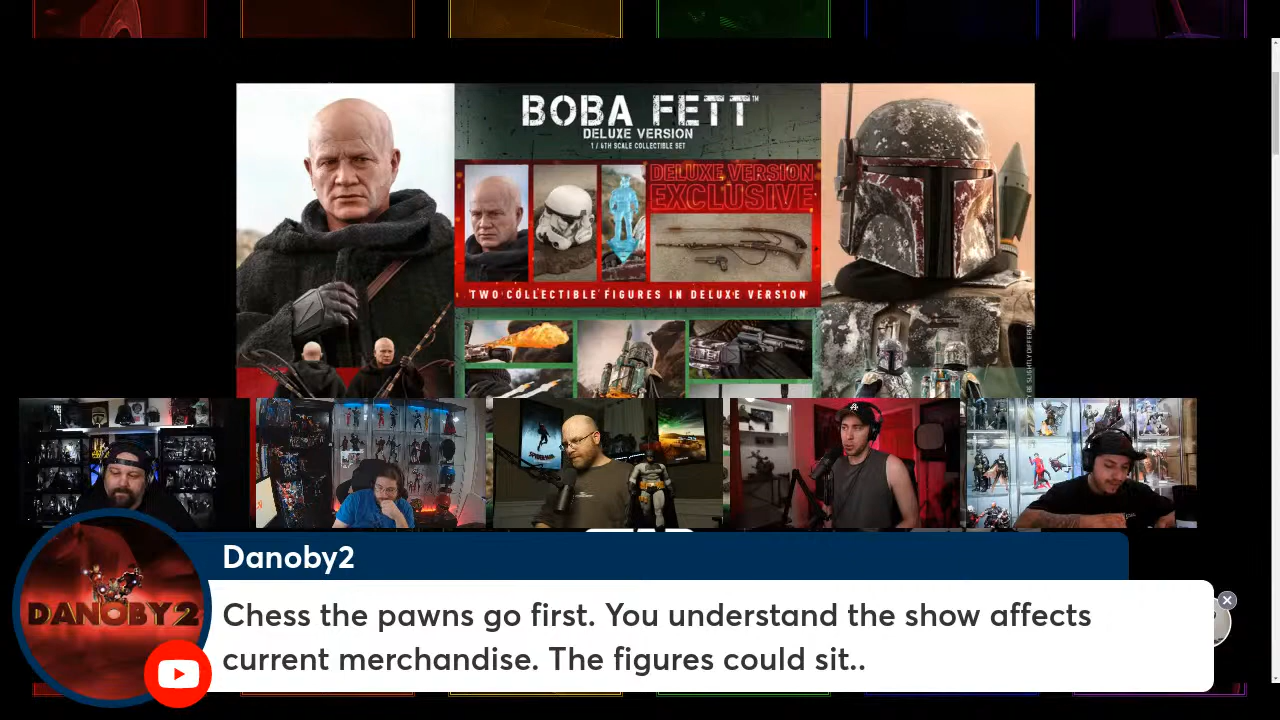 BOBA FETT™
DELUXE VERSION
1 / 6TH SCALE COLLECTIBLE SET
DELUXE VERSION
EXCLUSIVE
TWO COLLECTIBLE FIGURES IN DELUXE VERSION
Danoby2
Chess the pawns go first. You understand the show affects
current merchandise. The figures could sit..
DANOBY2